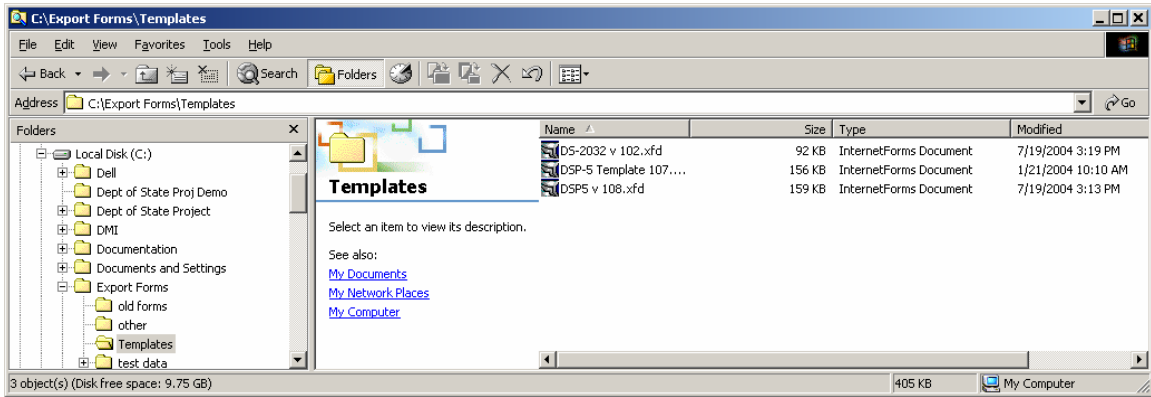 C:\Export Forms\Templates
File Edit View Favorites Tools Help
Back Search Folders
Address C:\Export Forms\Templates Go
Folders
Local Disk (C:)
Dell
Dept of State Proj Demo
Dept of State Project
DMI
Documentation
Documents and Settings
Export Forms
old forms
other
Templates
test data
Templates
Select an item to view its description.
See also:
My Documents
My Network Places
My Computer
Name Size Type Modified
DS-2032 v 102.xfd 92 KB InternetForms Document 7/19/2004 3:19 PM
DSP-5 Template 107.... 156 KB InternetForms Document 1/21/2004 10:10 AM
DSP5 v 108.xfd 159 KB InternetForms Document 7/19/2004 3:13 PM
3 object(s) (Disk free space: 9.75 GB) 405 KB My Computer